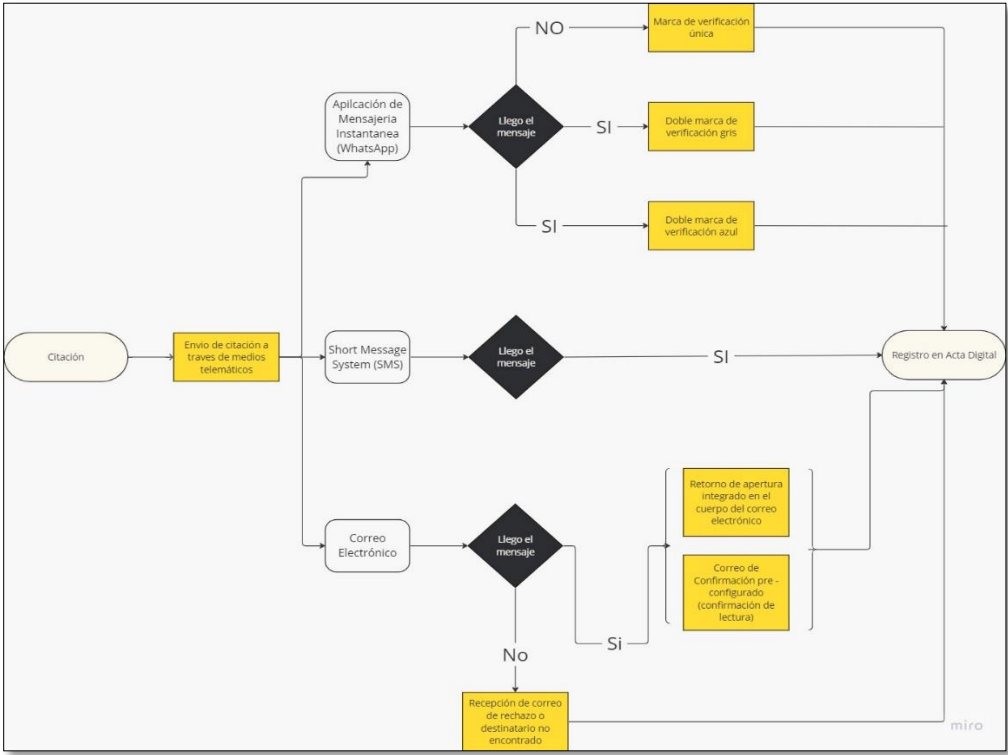 NO
Marca de verificación
única
Apilcación de
Mensajeria
Instantanea
(WhatsApp)
Llego el
mensaje
SI
Doble marca de
verificación gris
SI
Doble marca de
verificación azul
Citación
Envio de citación a
traves de medios
telemáticos
Short Message
System (SMS)
Llego el
mensaje
SI
Registro en Acta Digital
Correo
Electrónico
Llego el
mensaje
Retorno de apertura
integrado en el
cuerpo del correo
electrónico
Correo de
Confirmación pre -
configurado
(confirmación de
lectura)
Si
No
Recepción de correo
de rechazo o
destinatario no
encontrado
miro